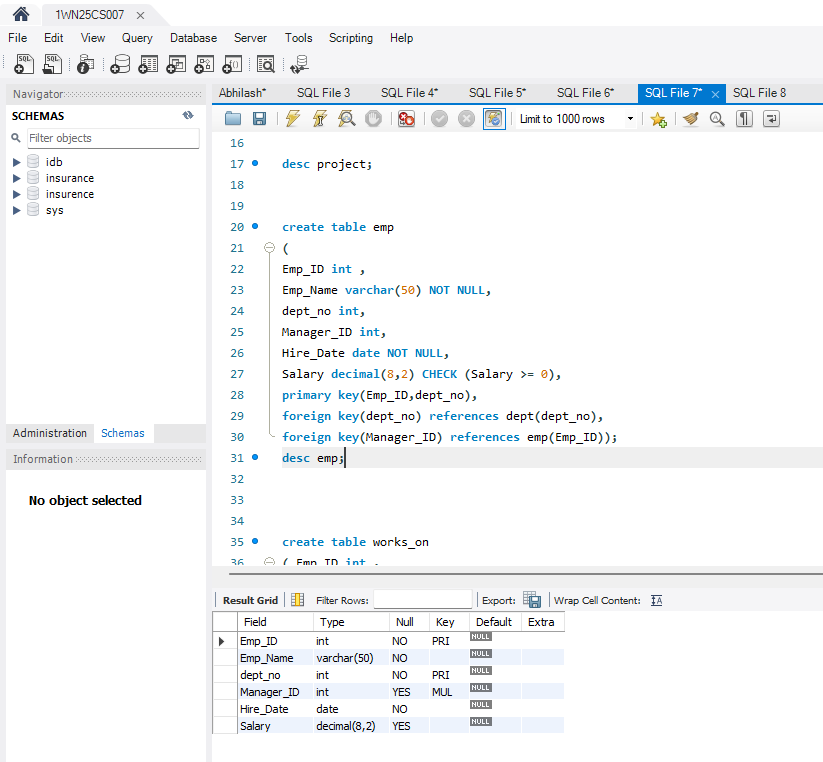 1WN25CS007
File Edit View Query Database Server Tools Scripting Help
Navigator
SCHEMAS
Filter objects
idb
insurance
insurence
sys
Administration Schemas
Information
No object selected
Abhilash* SQL File 3 SQL File 4* SQL File 5* SQL File 6* SQL File 7* SQL File 8
Limit to 1000 rows
16
17 desc project;
18
19
20 create table emp
21 (
22 Emp_ID int ,
23 Emp_Name varchar(50) NOT NULL,
24 dept_no int,
25 Manager_ID int,
26 Hire_Date date NOT NULL,
27 Salary decimal(8,2) CHECK (Salary >= 0),
28 primary key(Emp_ID,dept_no),
29 foreign key(dept_no) references dept(dept_no),
30 foreign key(Manager_ID) references emp(Emp_ID));
31 desc emp;
32
33
34
35 create table works_on
36 ( Emp_ID int ,
Result Grid Filter Rows: Export: Wrap Cell Content:
Field Type Null Key Default Extra
Emp_ID int NO PRI NULL
Emp_Name varchar(50) NO NULL
dept_no int NO PRI NULL
Manager_ID int YES MUL NULL
Hire_Date date NO NULL
Salary decimal(8,2) YES NULL